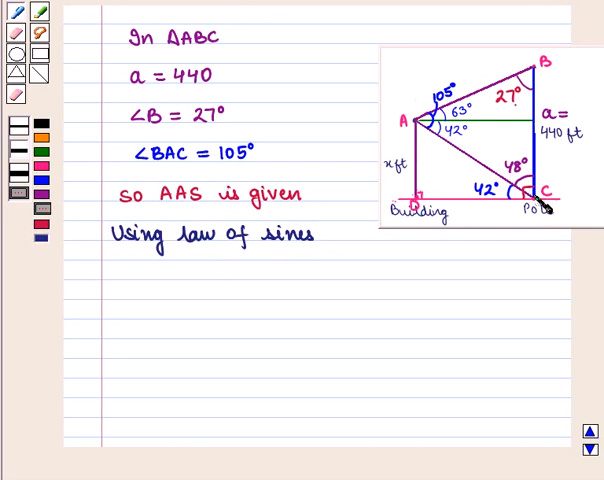 In ΔABC
a = 440
∠B = 27°
∠BAC = 105°
so AAS is given
Using law of sines
B
105°
27°
63°
A
42°
a =
440 ft
x ft
48°
42°
C
Building